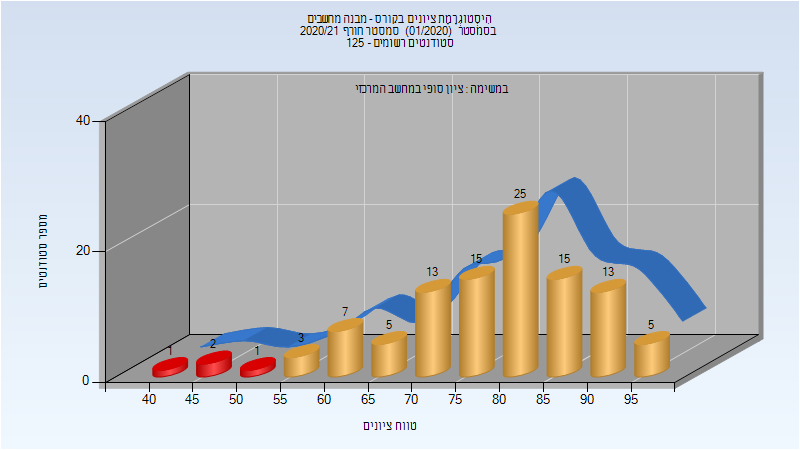 היסטוגרמת ציונים בקורס - מבנה מחשבים
בסמסטר (01/2020) סמסטר חורף 2020/21
סטודנטים רשומים - 125
במשימה : ציון סופי במחשב המרכזי
מספר סטודנטים
40
20
0
1
2
1
3
7
5
13
15
25
15
13
5
40 45 50 55 60 65 70 75 80 85 90 95
טווח ציונים